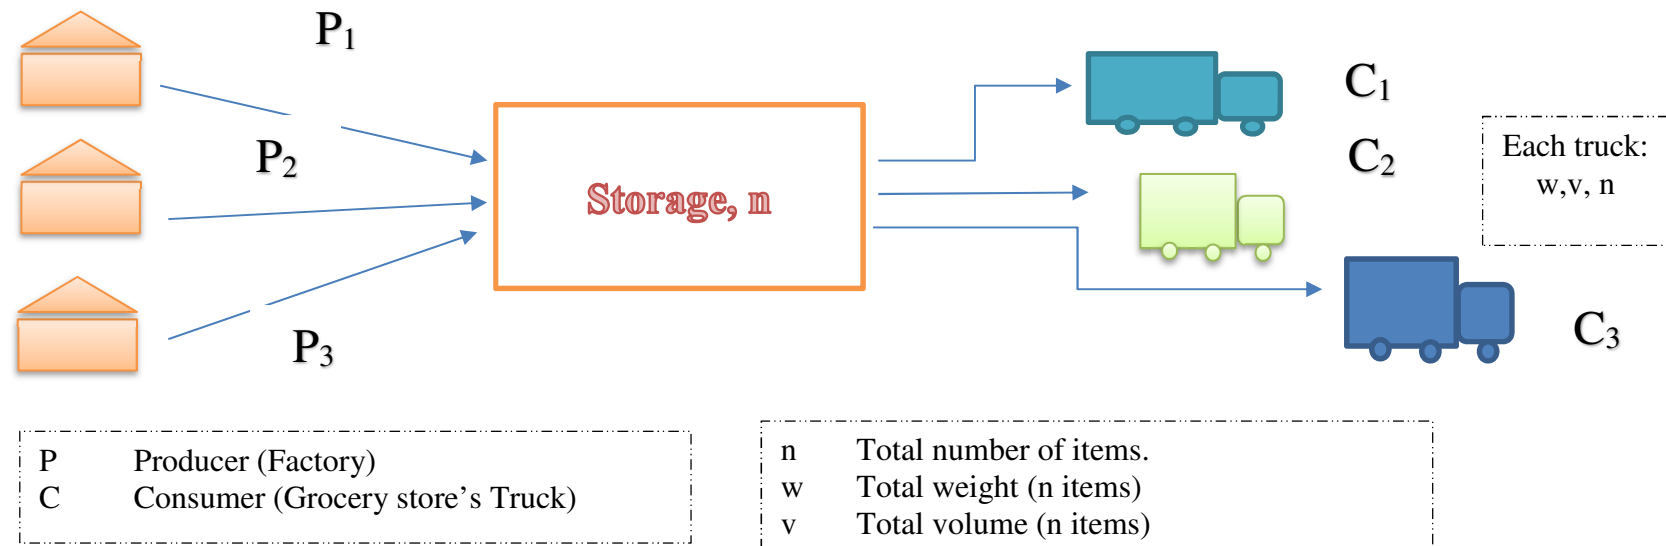 P₁
C₁
P₂
C₂
Each truck:
w,v, n
Storage, n
P₃
C₃
P Producer (Factory)
C Consumer (Grocery store’s Truck)
n Total number of items.
w Total weight (n items)
v Total volume (n items)